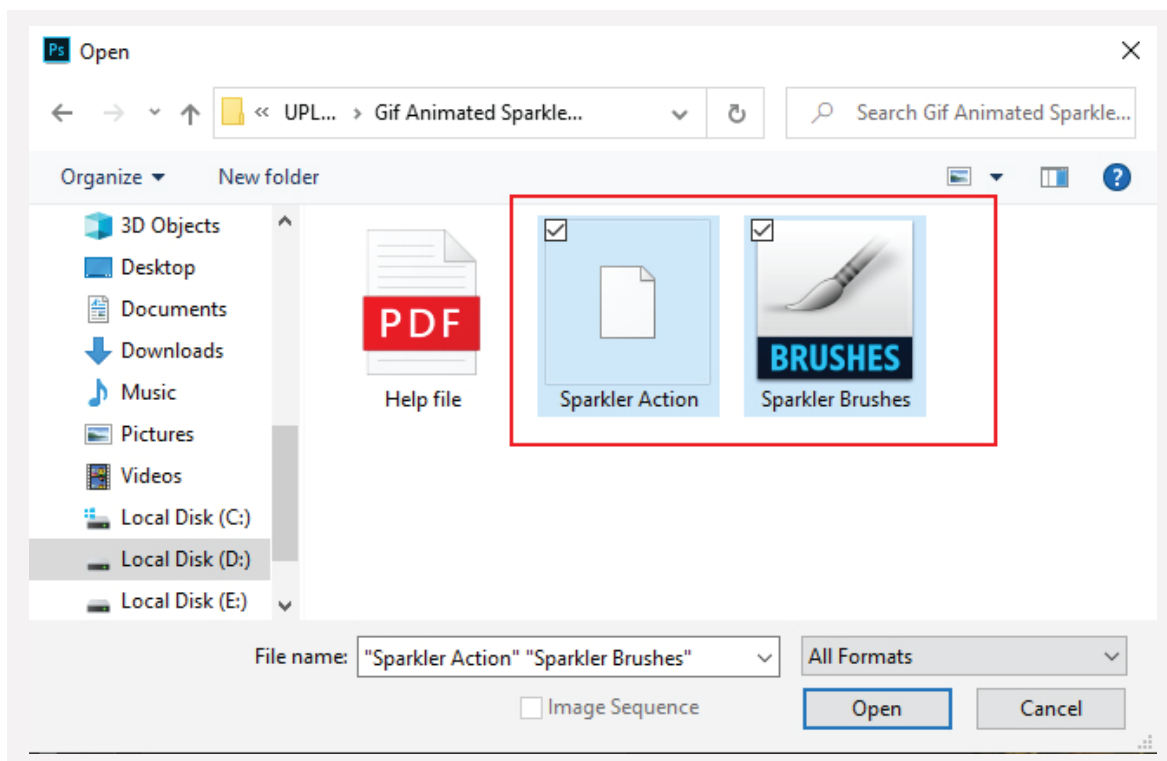 Ps Open
« UPL... > Gif Animated Sparkle...
Search Gif Animated Sparkle...
Organize
New folder
?
3D Objects
Desktop
Documents
Downloads
Music
Pictures
Videos
Local Disk (C:)
Local Disk (D:)
Local Disk (E:)
PDF
Help file
Sparkler Action
BRUSHES
Sparkler Brushes
File name: "Sparkler Action" "Sparkler Brushes"
All Formats
Image Sequence
Open
Cancel